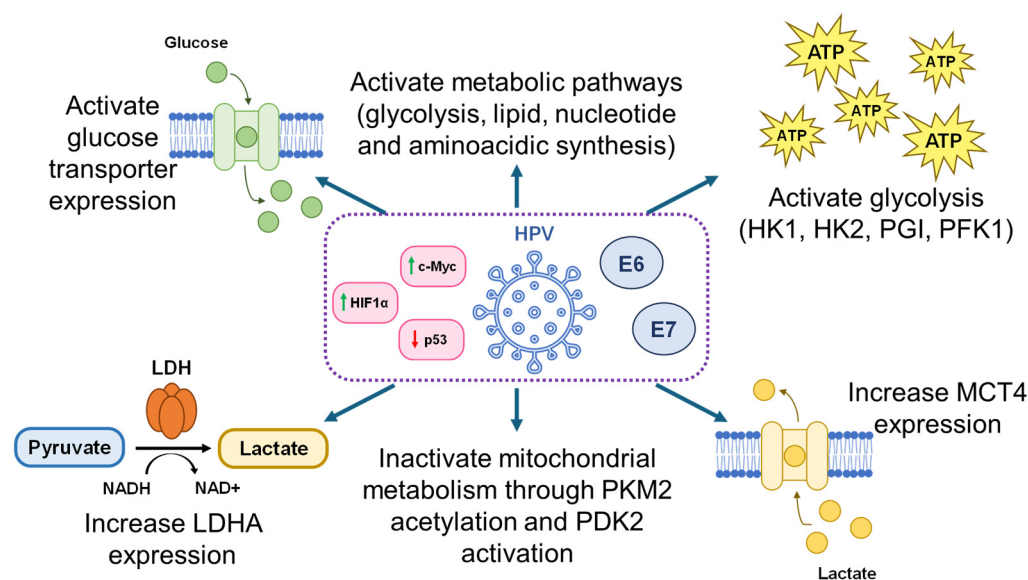 Glucose
Activate
glucose
transporter
expression
Activate metabolic pathways
(glycolysis, lipid, nucleotide
and aminoacidic synthesis)
ATP
ATP
ATP
ATP
ATP
Activate glycolysis
(HK1, HK2, PGI, PFK1)
HPV
c-Myc
HIF1α
p53
E6
E7
LDH
Pyruvate
Lactate
NADH
NAD+
Increase LDHA
expression
Inactivate mitochondrial
metabolism through PKM2
acetylation and PDK2
activation
Increase MCT4
expression
Lactate